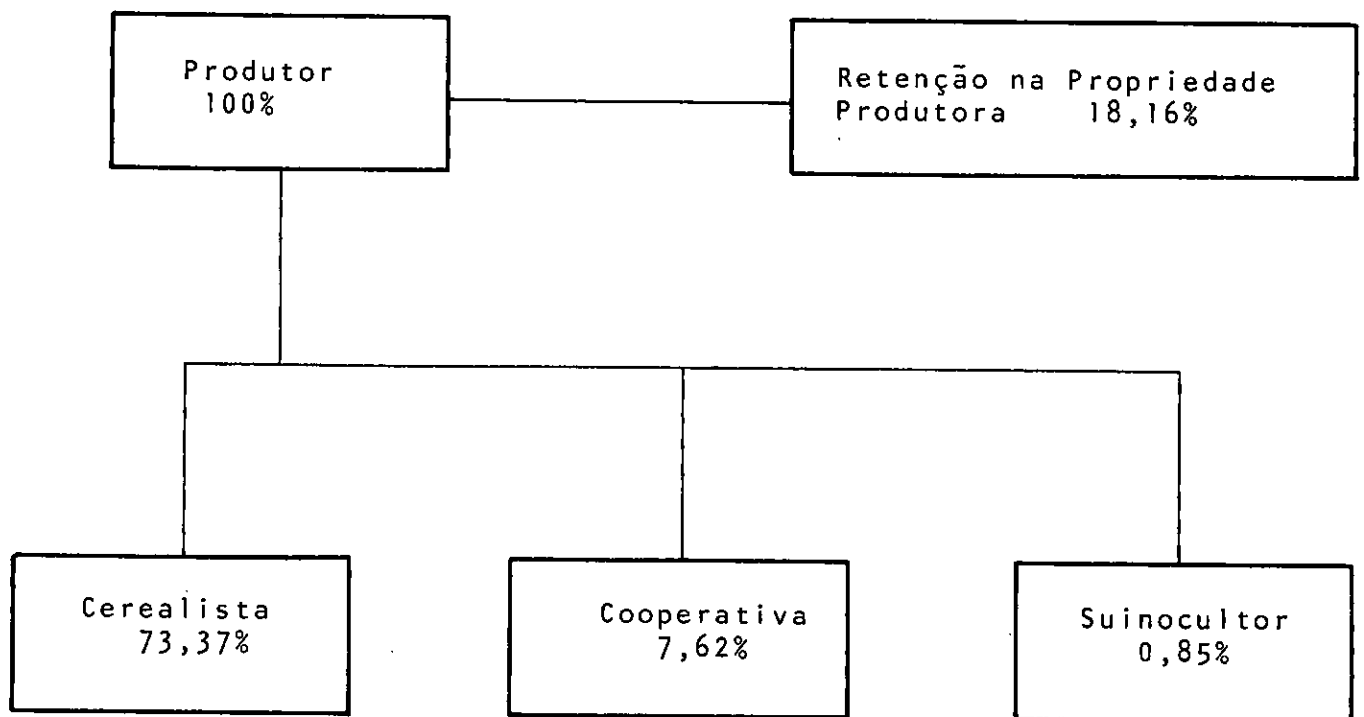 Produtor
100%
Retenção na Propriedade
Produtora 18,16%
Cerealista
73,37%
Cooperativa
7,62%
Suinocultor
0,85%